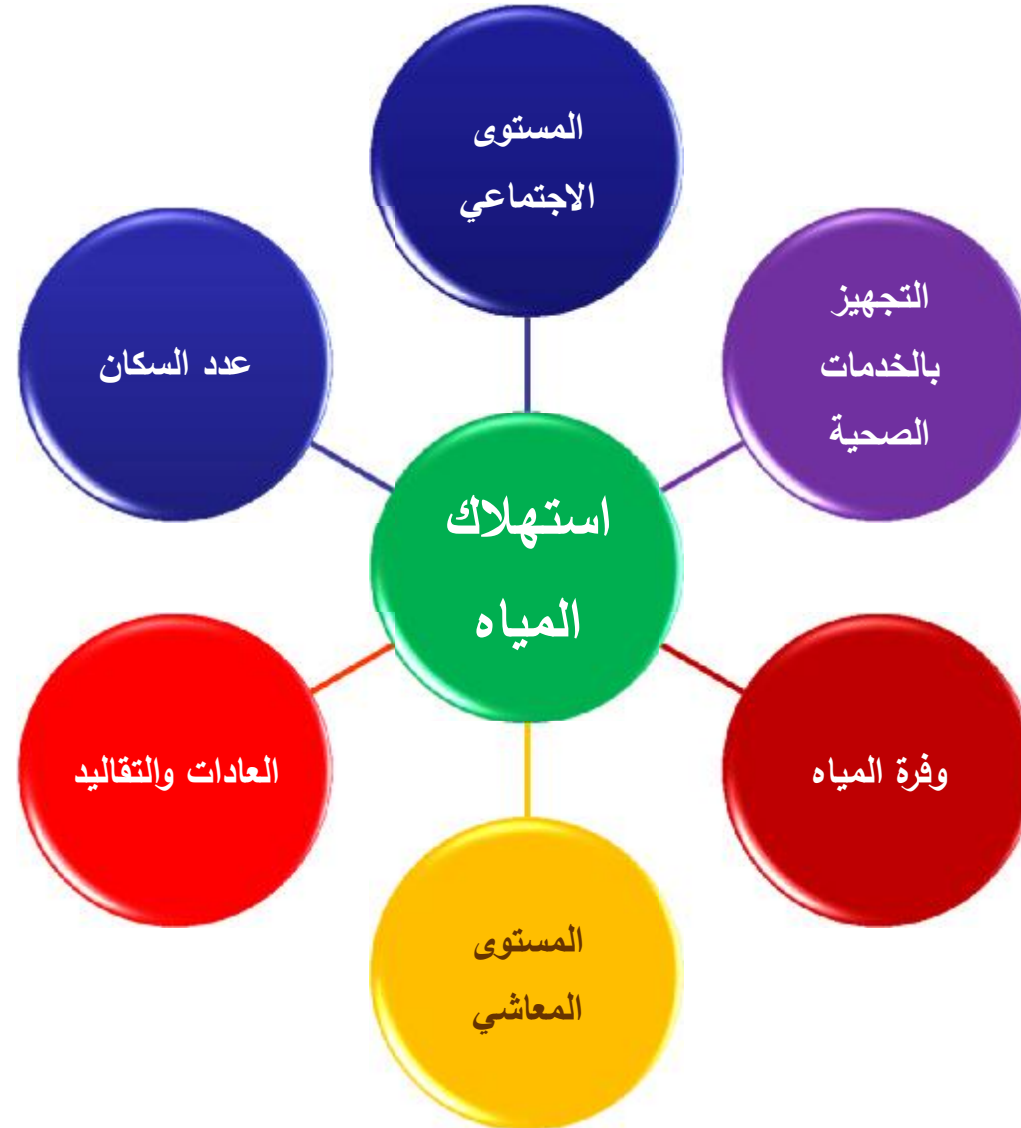 المستوى
الاجتماعي
التجهيز
بالخدمات
الصحية
عدد السكان
استهلاك
المياه
وفرة المياه
العادات والتقاليد
المستوى
المعاشي